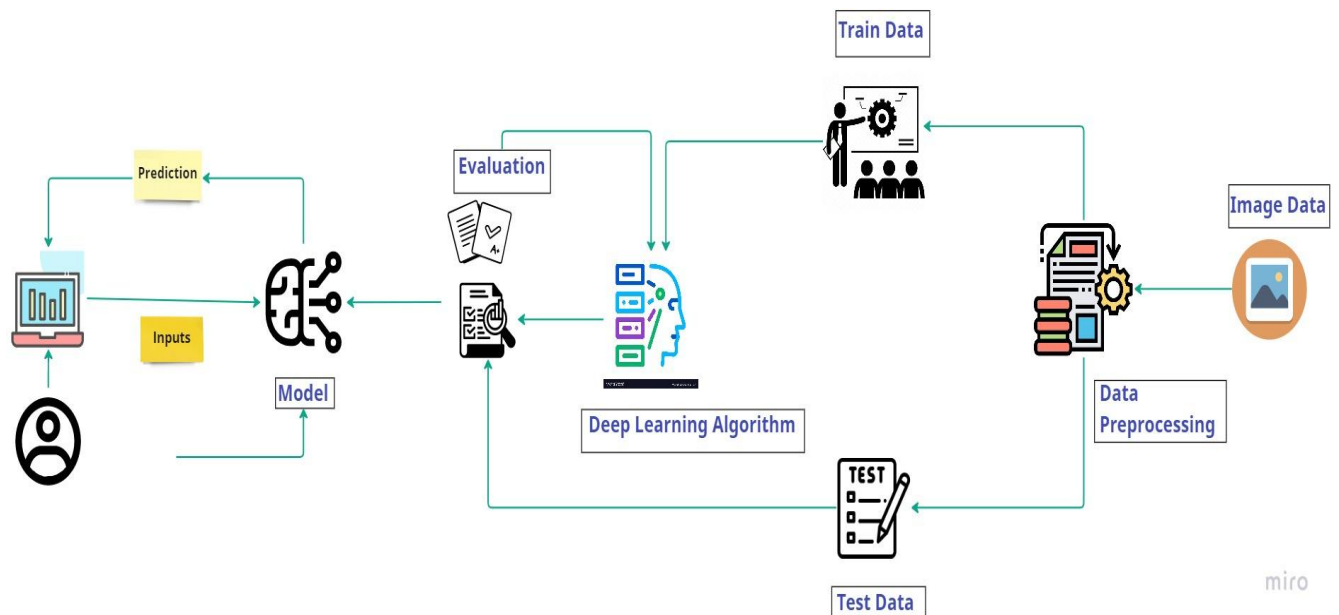 Train Data
Prediction
Evaluation
Image Data
Inputs
Model
Data
Preprocessing
Deep Learning Algorithm
A+
TEST
Test Data
miro